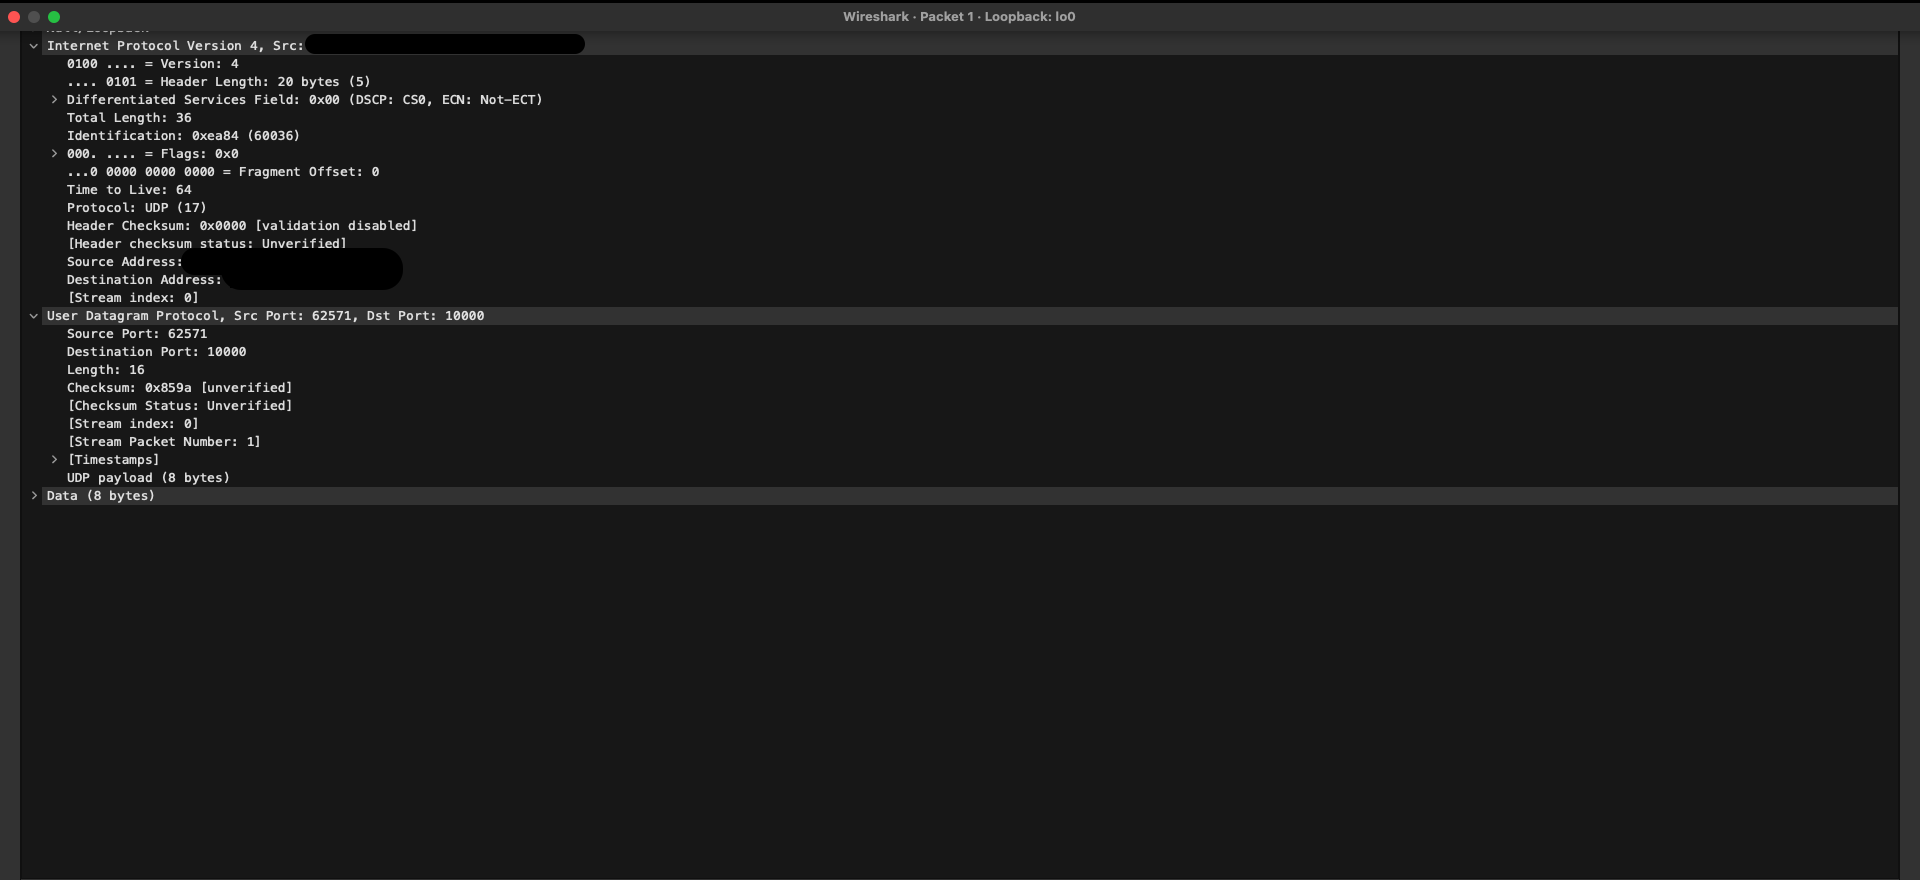 Wireshark · Packet 1 · Loopback: lo0
Internet Protocol Version 4, Src:
0100 .... = Version: 4
.... 0101 = Header Length: 20 bytes (5)
Differentiated Services Field: 0x00 (DSCP: CS0, ECN: Not-ECT)
Total Length: 36
Identification: 0xea84 (60036)
000. .... = Flags: 0x0
...0 0000 0000 0000 = Fragment Offset: 0
Time to Live: 64
Protocol: UDP (17)
Header Checksum: 0x0000 [validation disabled]
[Header checksum status: Unverified]
Source Address:
Destination Address:
[Stream index: 0]
User Datagram Protocol, Src Port: 62571, Dst Port: 10000
Source Port: 62571
Destination Port: 10000
Length: 16
Checksum: 0x859a [unverified]
[Checksum Status: Unverified]
[Stream index: 0]
[Stream Packet Number: 1]
[Timestamps]
UDP payload (8 bytes)
Data (8 bytes)